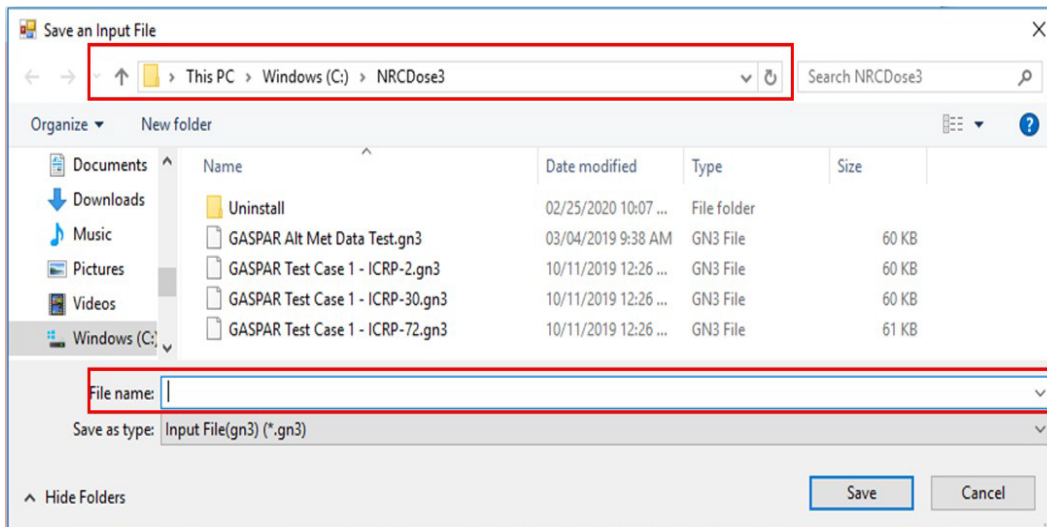 Save an Input File
This PC > Windows (C:) > NRCDose3
Search NRCDose3
Organize
New folder
Documents
Downloads
Music
Pictures
Videos
Windows (C:)
Name Date modified Type Size
Uninstall 02/25/2020 10:07 ... File folder
GASPAR Alt Met Data Test.gn3 03/04/2019 9:38 AM GN3 File 60 KB
GASPAR Test Case 1 - ICRP-2.gn3 10/11/2019 12:26 ... GN3 File 60 KB
GASPAR Test Case 1 - ICRP-30.gn3 10/11/2019 12:26 ... GN3 File 60 KB
GASPAR Test Case 1 - ICRP-72.gn3 10/11/2019 12:26 ... GN3 File 61 KB
File name:
Save as type: Input File(gn3) (*.gn3)
Hide Folders
Save
Cancel